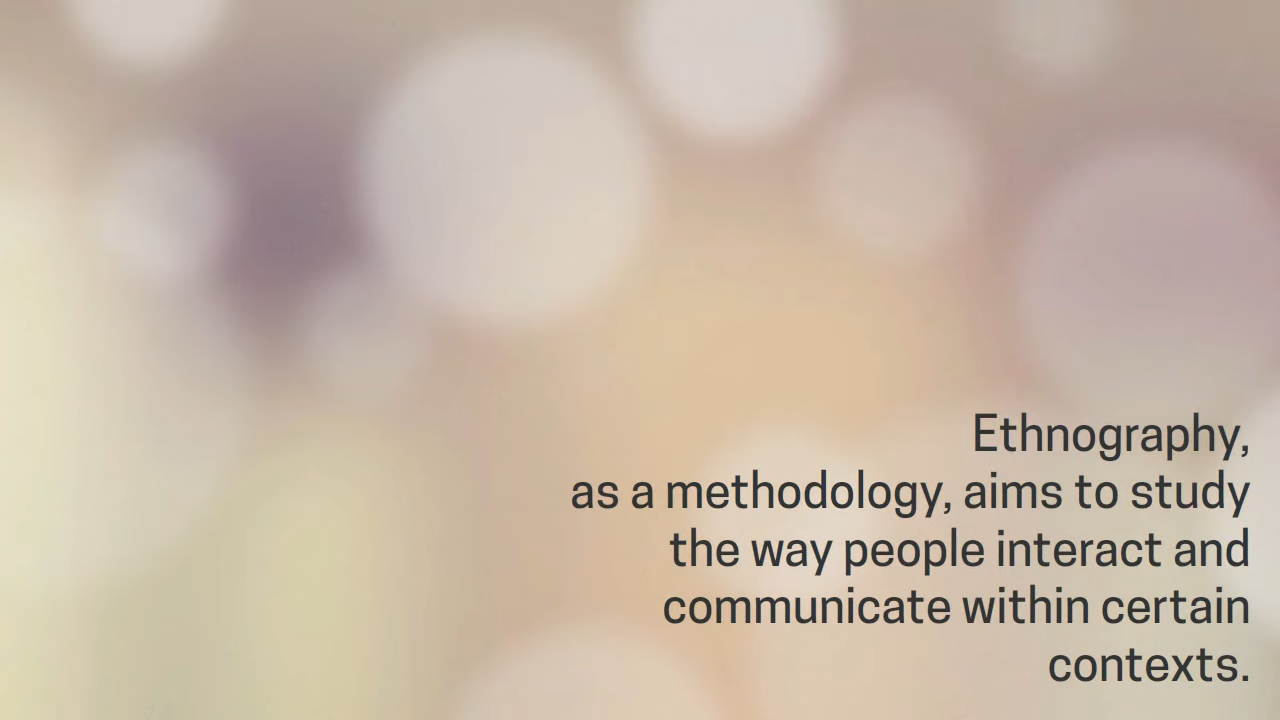 Ethnography,
as a methodology, aims to study
the way people interact and
communicate within certain
contexts.